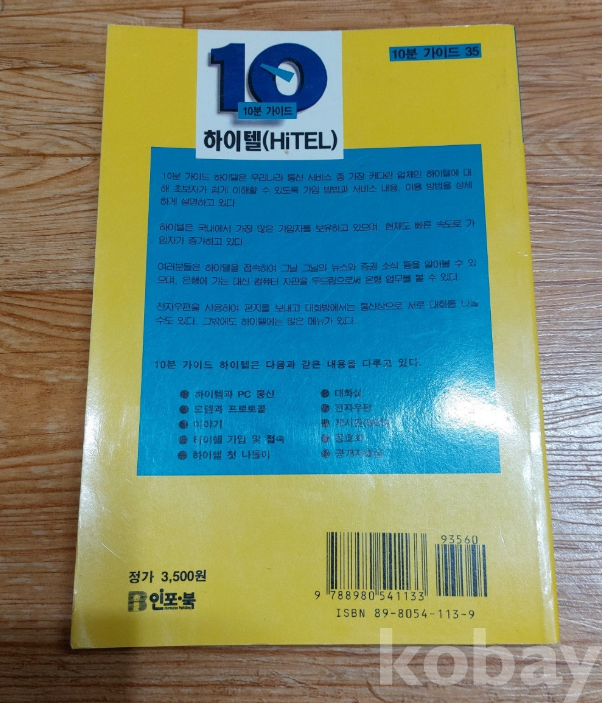 10분 가이드 35
10
10분 가이드
하이텔(HiTEL)
10분 가이드 하이텔은 우리나라 통신 서비스 중 가장 커다란 업체인 하이텔에 대
해 초보자가 쉽게 이해할 수 있도록 가입 방법과 서비스 내용, 이용 방법을 상세
하게 설명하고 있다.
하이텔은 국내에서 가장 많은 가입자를 보유하고 있으며, 현재도 빠른 속도로 가
입자가 증가하고 있다.
여러분들은 하이텔을 접속하여 그날 그날의 뉴스와 증권 소식 등을 알아볼 수 있
으며, 은행에 가는 대신 컴퓨터 자판을 두드림으로써 은행 업무를 볼 수 있다.
전자우편을 사용하여 편지를 보내고 대화방에서는 통신상으로 서로 대화를 나눌
수도 있다. 그밖에도 하이텔에는 많은 메뉴가 있다.
10분 가이드 하이텔은 다음과 같은 내용을 다루고 있다.
하이텔과 PC 통신
모뎀과 프로토콜
이야기
하이텔 가입 및 접속
하이텔 첫 나들이
대화실
전자우편
동호회
공개자료실
정가 3,500원
인포·북
93560
9 788980 541133
ISBN 89-8054-113-9
kobay